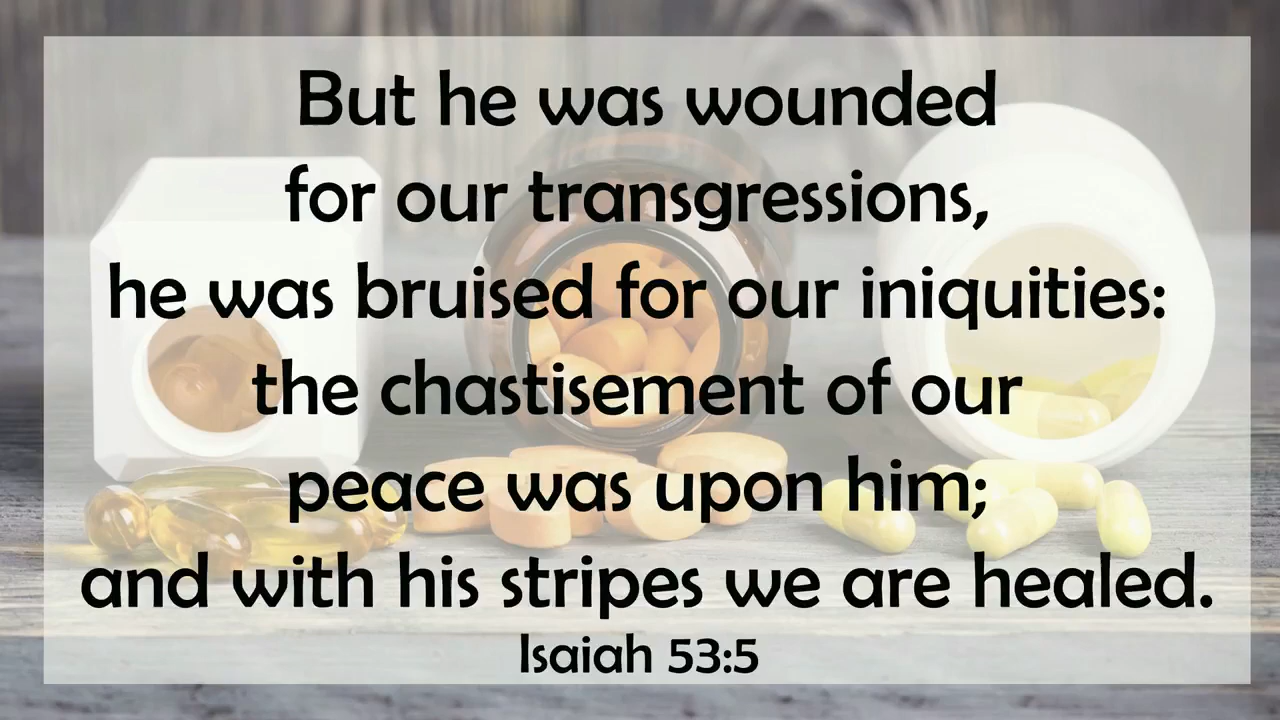 But he was wounded
for our transgressions,
he was bruised for our iniquities:
the chastisement of our
peace was upon him;
and with his stripes we are healed.
Isaiah 53:5